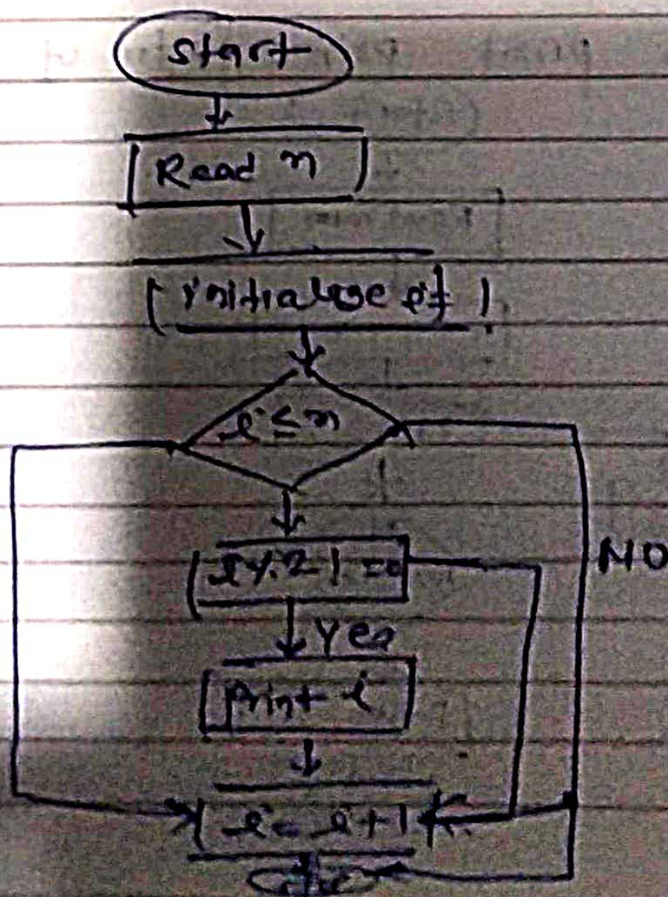 start
Read n
initialise i=1
i ≤ n
i%2 != 0
NO
Yes
Print i
i = i+1